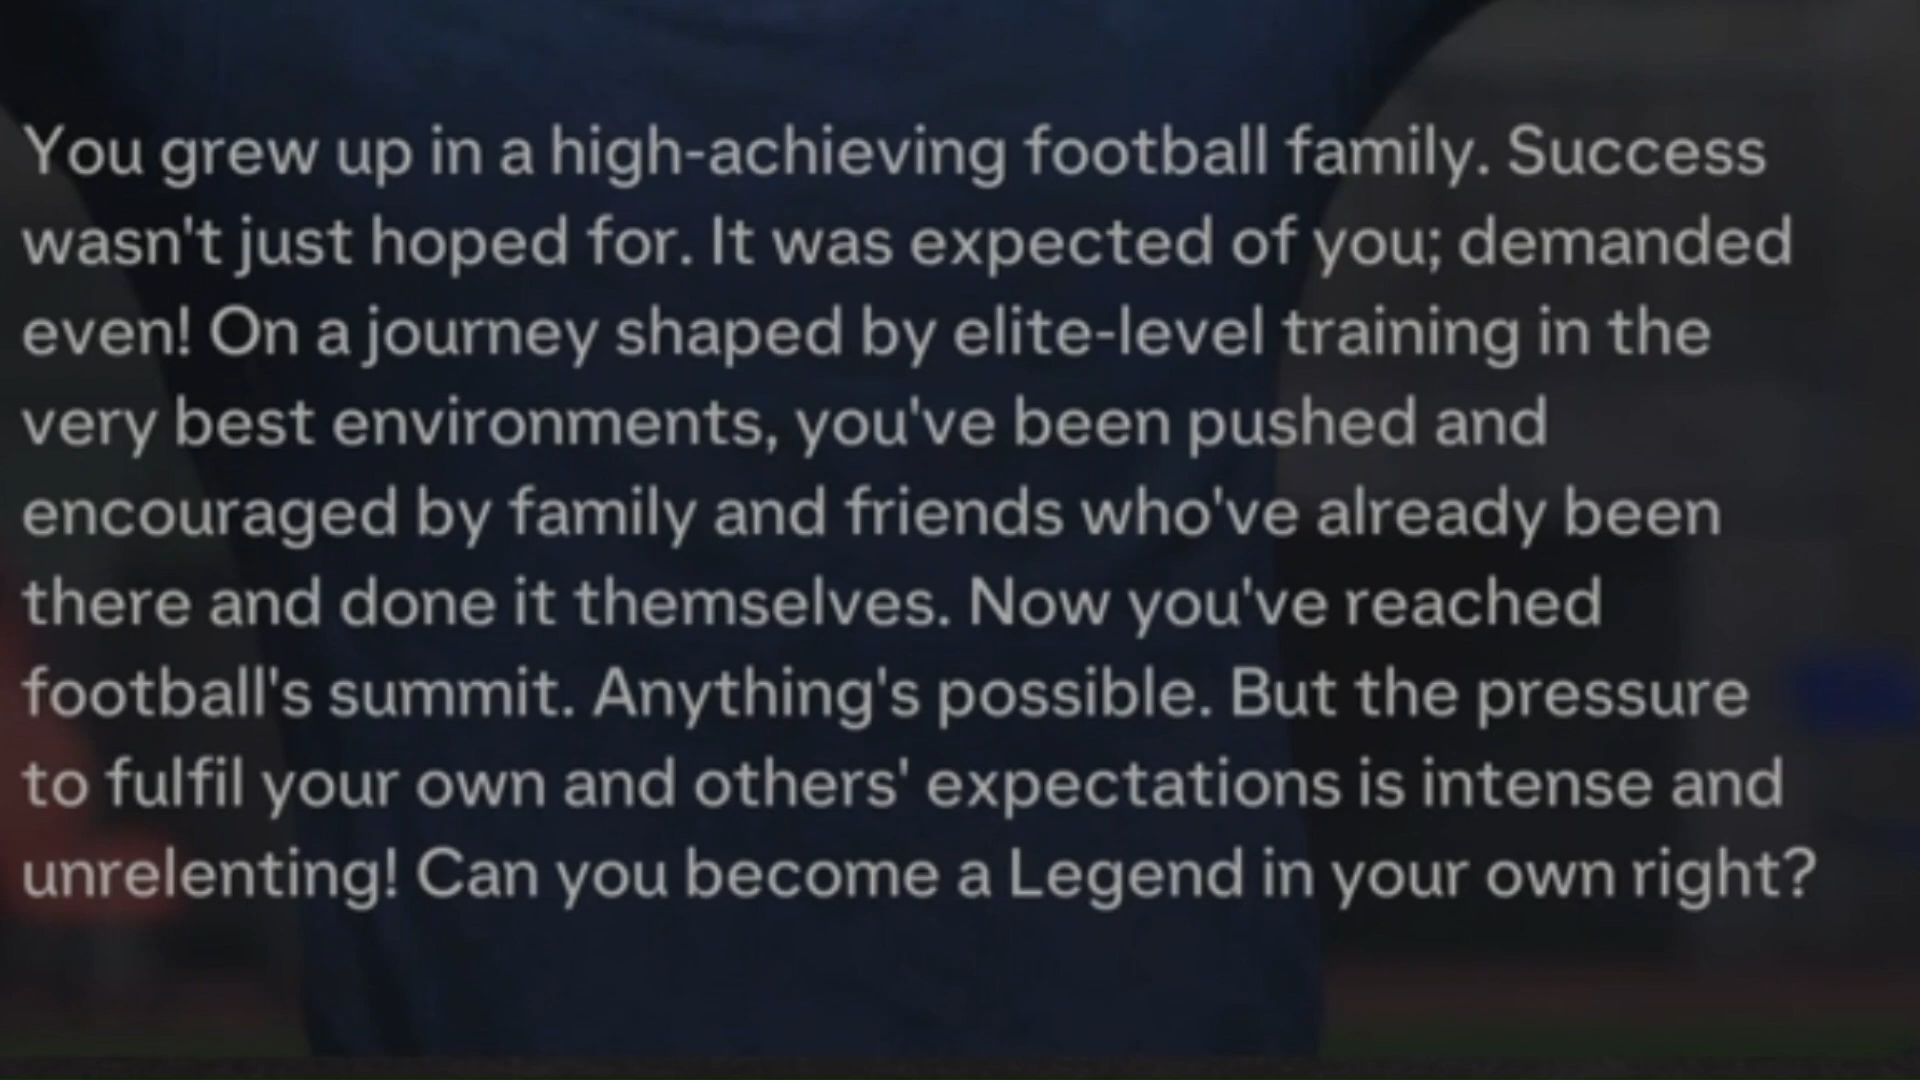 You grew up in a high-achieving football family. Success
wasn't just hoped for. It was expected of you; demanded
even! On a journey shaped by elite-level training in the
very best environments, you've been pushed and
encouraged by family and friends who've already been
there and done it themselves. Now you've reached
football's summit. Anything's possible. But the pressure
to fulfil your own and others' expectations is intense and
unrelenting! Can you become a Legend in your own right?